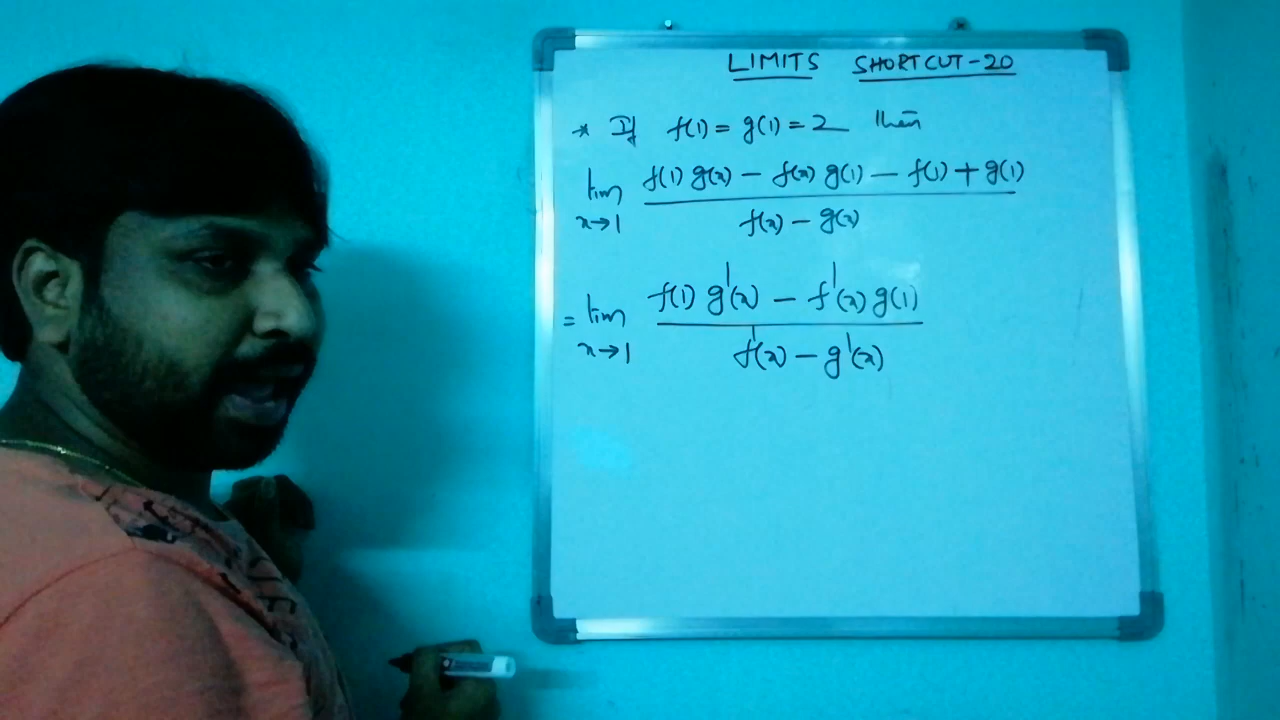 LIMITS SHORTCUT-20
* If f(1) = g(1) = 2 then
lim x→1 f(1) g(x) - f(x) g(1) - f(1) + g(1) / f(x) - g(x)
= lim x→1 f(1) g'(x) - f'(x) g(1) / f'(x) - g'(x)